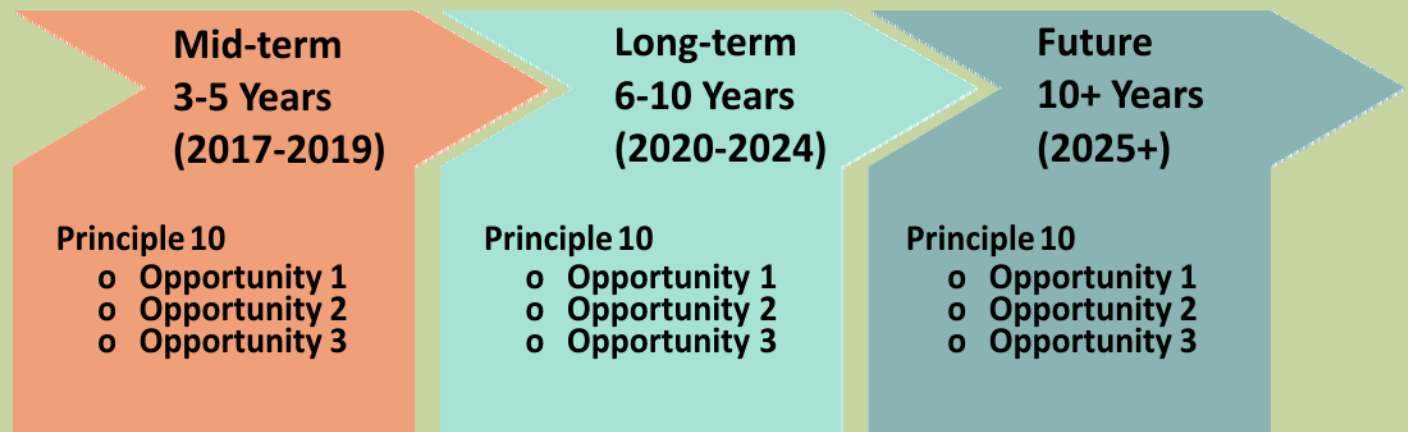 Mid-term
3-5 Years
(2017-2019)
Principle 10
o Opportunity 1
o Opportunity 2
o Opportunity 3
Long-term
6-10 Years
(2020-2024)
Principle 10
o Opportunity 1
o Opportunity 2
o Opportunity 3
Future
10+ Years
(2025+)
Principle 10
o Opportunity 1
o Opportunity 2
o Opportunity 3